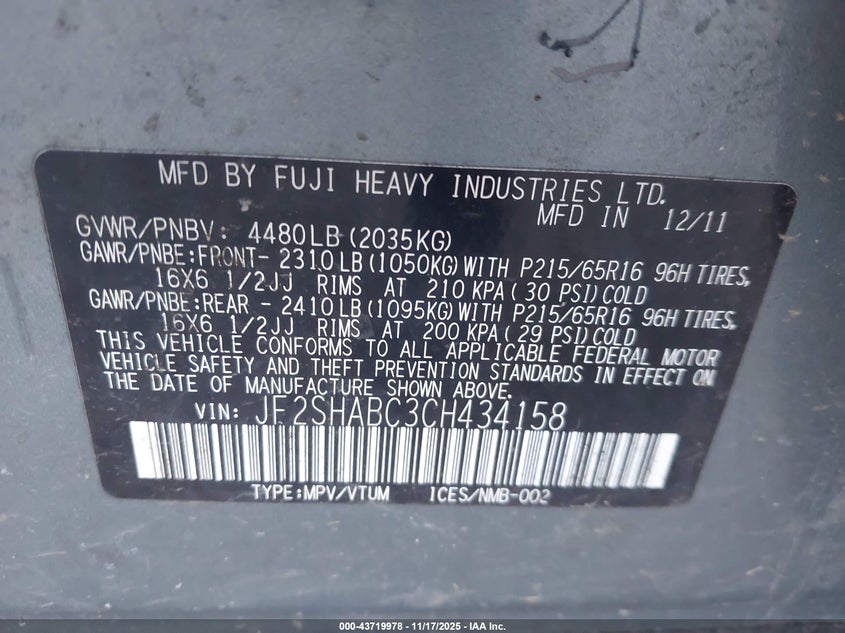 MFD BY FUJI HEAVY INDUSTRIES LTD.
MFD IN 12/11
GVWR/PNBV: 4480LB(2035KG)
GAWR/PNBE:FRONT- 2310LB(1050KG)WITH P215/65R16 96H TIRES,
16X6 1/2JJ RIMS AT 210 KPA(30 PSI)COLD
GAWR/PNBE:REAR - 2410LB(1095KG)WITH P215/65R16 96H TIRES,
16X6 1/2JJ RIMS AT 200 KPA(29 PSI)COLD
THIS VEHICLE CONFORMS TO ALL APPLICABLE FEDERAL MOTOR
VEHICLE SAFETY AND THEFT PREVENTION STANDARDS IN EFFECT ON
THE DATE OF MANUFACTURE SHOWN ABOVE.
VIN: JF2SHABC3CH434158
TYPE:MPV/VTUM ICES/NMB-002
000-43719978 - 11/17/2025 - IAA Inc.